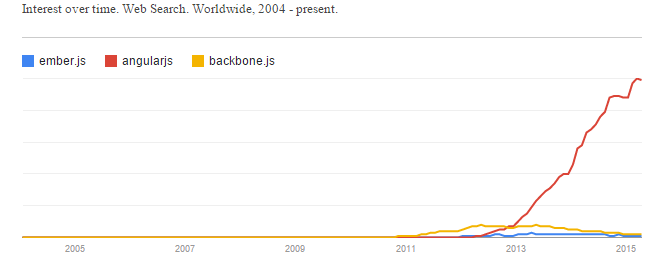 Interest over time. Web Search. Worldwide, 2004 - present.
ember.js angularjs backbone.js
2005 2007 2009 2011 2013 2015